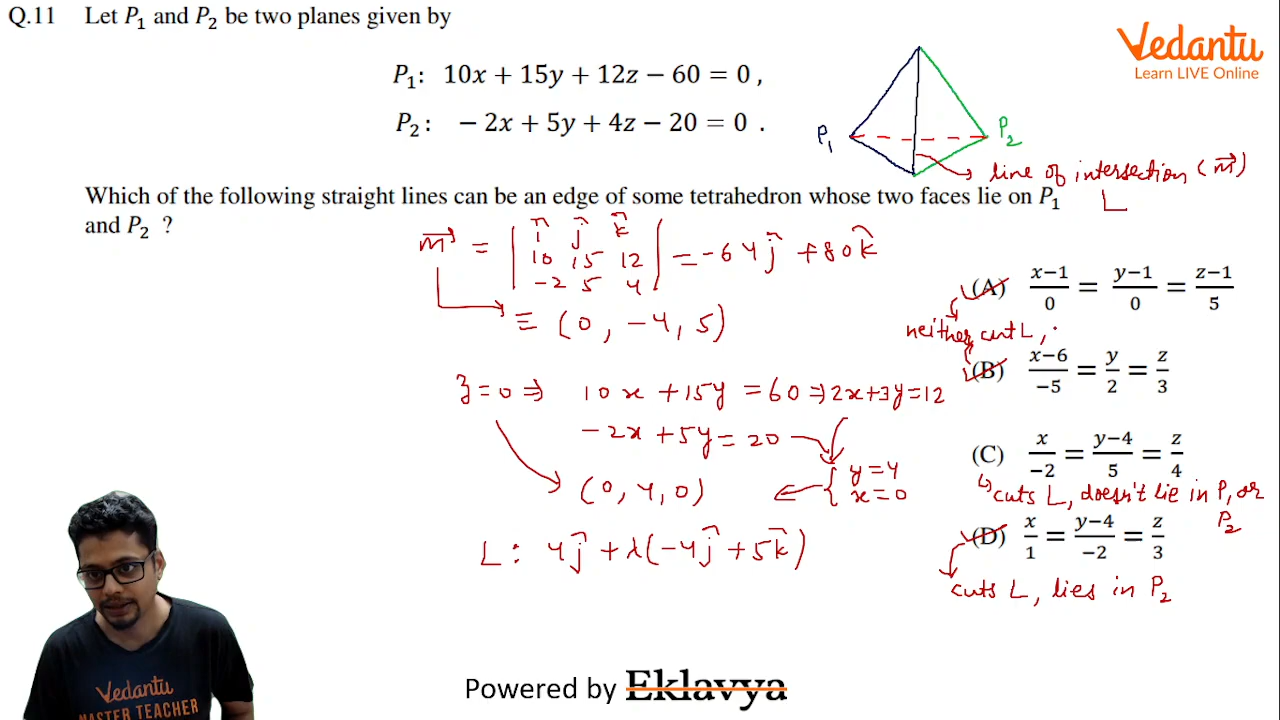 Q.11 Let P₁ and P₂ be two planes given by
P₁: 10x + 15y + 12z − 60 = 0 ,
P₂: − 2x + 5y + 4z − 20 = 0 .
Vedantu
Learn LIVE Online
P₁
P₂
line of intersection (m⃗)
L
Which of the following straight lines can be an edge of some tetrahedron whose two faces lie on P₁
and P₂ ?
m⃗ = | î ĵ k̂ |
| 10 15 12 | = -64ĵ + 80k̂
| -2 5 4 |
≡ (0, -4, 5)
z=0 ⇒ 10x + 15y = 60 ⇒ 2x+3y=12
-2x + 5y = 20
y=4
x=0
(0, 4, 0)
L : 4ĵ + λ(-4ĵ + 5k̂)
(A) (x−1)/0 = (y−1)/0 = (z−1)/5
neither cut L, .
(B) (x−6)/−5 = y/2 = z/3
(C) x/−2 = (y−4)/5 = z/4
cuts L, doesn't lie in P₁ or
P₂
(D) x/1 = (y−4)/−2 = z/3
cuts L, lies in P₂
Vedantu
MASTER TEACHER
Powered by Eklavya